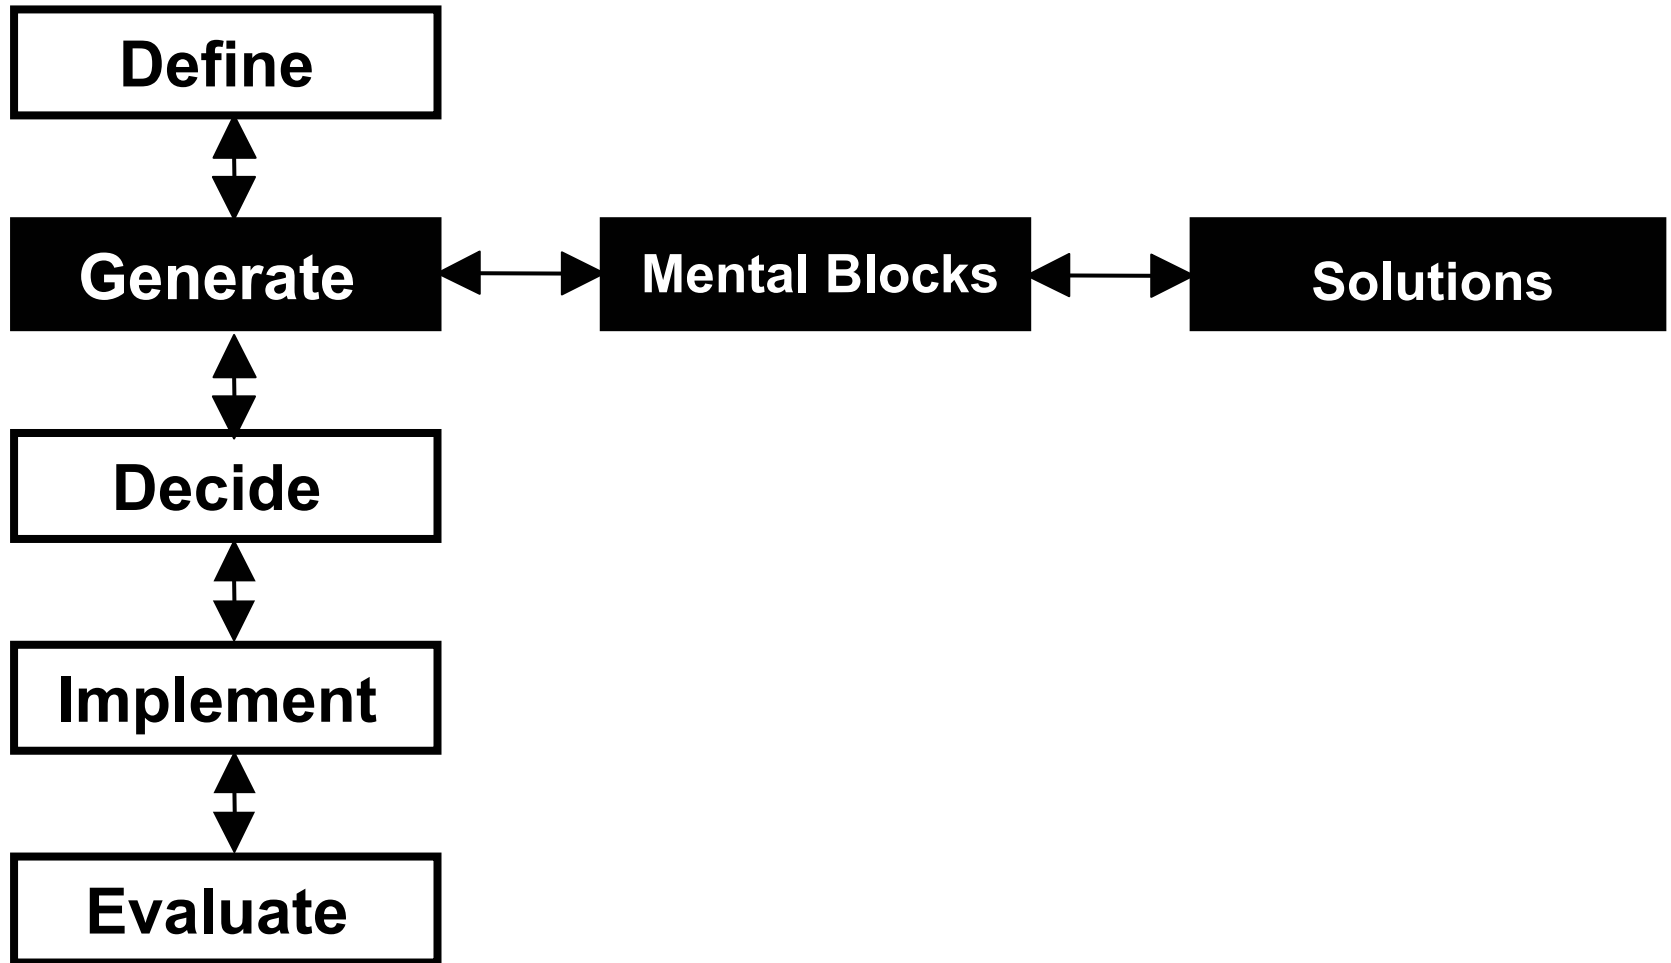 Define
Generate
Mental Blocks
Solutions
Decide
Implement
Evaluate